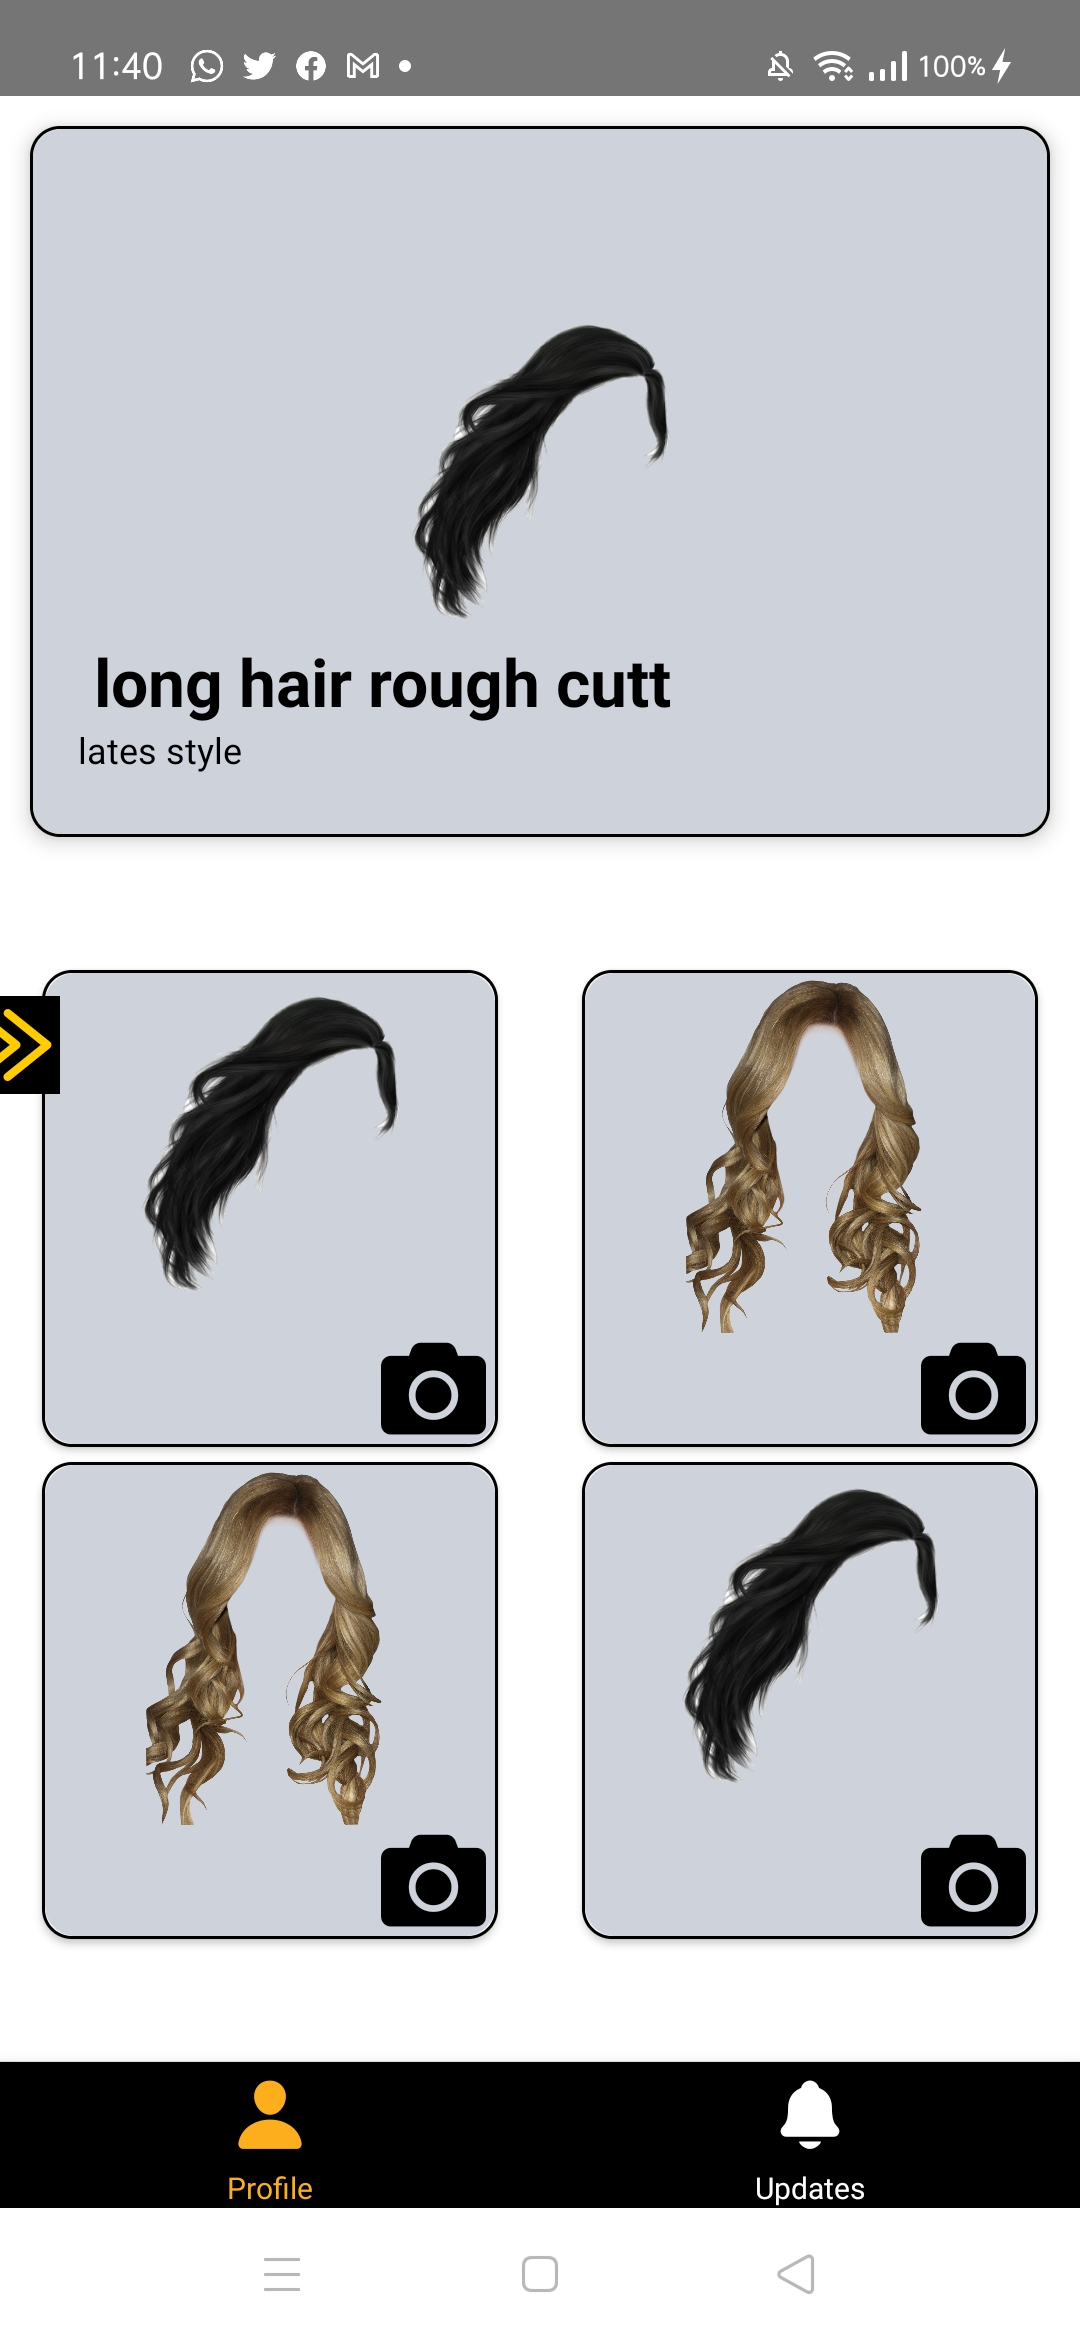 11:40 100%
long hair rough cutt
lates style
Profile Updates